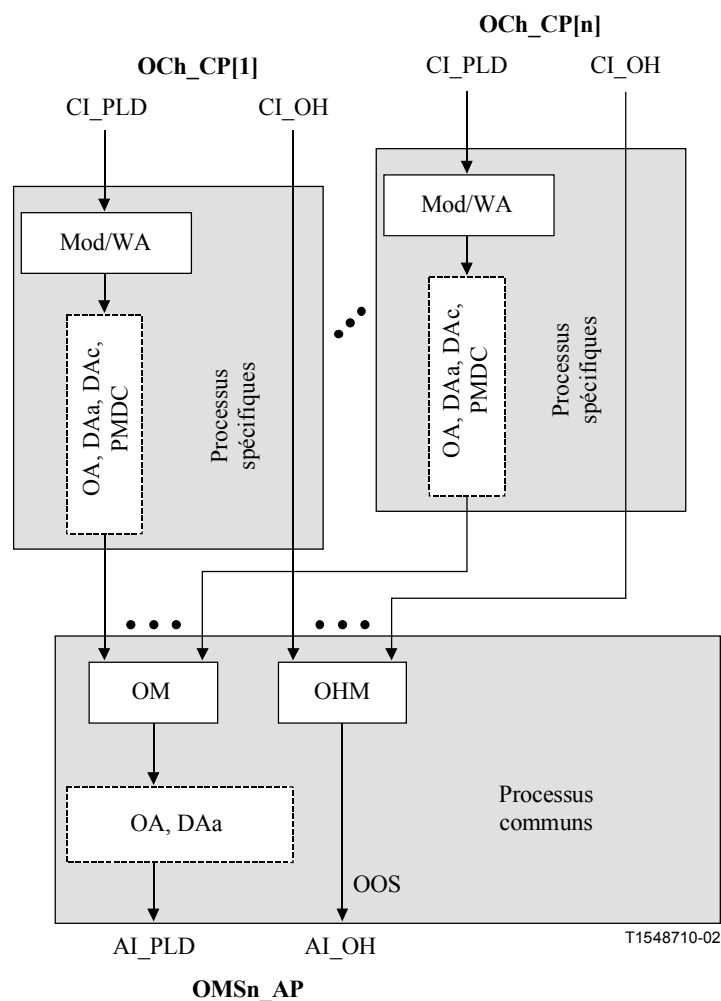 OCh_CP[n]
OCh_CP[1]
CI_PLD
CI_OH
CI_PLD
CI_OH
Mod/WA
Mod/WA
OA, DAa, DAc,
PMDC
Processus
spécifiques
OA, DAa, DAc,
PMDC
Processus
spécifiques
OM
OHM
OA, DAa
Processus
communs
OOS
AI_PLD
AI_OH
T1548710-02
OMSn_AP